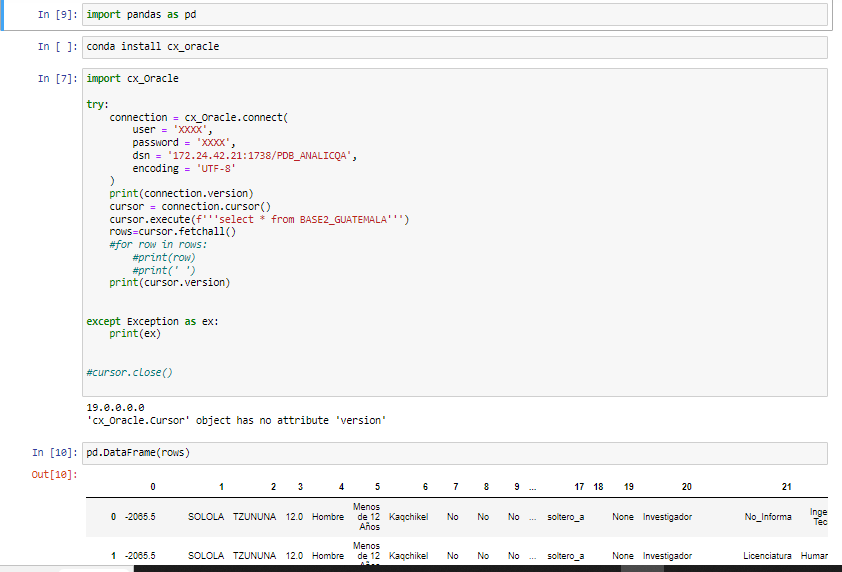 In [9]: import pandas as pd
In [ ]: conda install cx_oracle
In [7]: import cx_Oracle
try:
connection = cx_Oracle.connect(
user = 'XXXX',
password = 'XXXX',
dsn = '172.24.42.21:1738/PDB_ANALICQA',
encoding = 'UTF-8'
)
print(connection.version)
cursor = connection.cursor()
cursor.execute(f'''select * from BASE2_GUATEMALA''')
rows=cursor.fetchall()
#for row in rows:
#print(row)
#print(' ')
print(cursor.version)
except Exception as ex:
print(ex)
#cursor.close()
19.0.0.0.0
'cx_Oracle.Cursor' object has no attribute 'version'
In [10]: pd.DataFrame(rows)
Out[10]:
0 1 2 3 4 5 6 7 8 9 ... 17 18 19 20 21
0 -2065.5 SOLOLA TZUNUNA 12.0 Hombre Menos de 12 Años Kaqchikel No No No ... soltero_a None Investigador No_Informa Inge Tec
1 -2065.5 SOLOLA TZUNUNA 12.0 Hombre Menos de 12 Años Kaqchikel No No No ... soltero_a None Investigador Licenciatura Humar